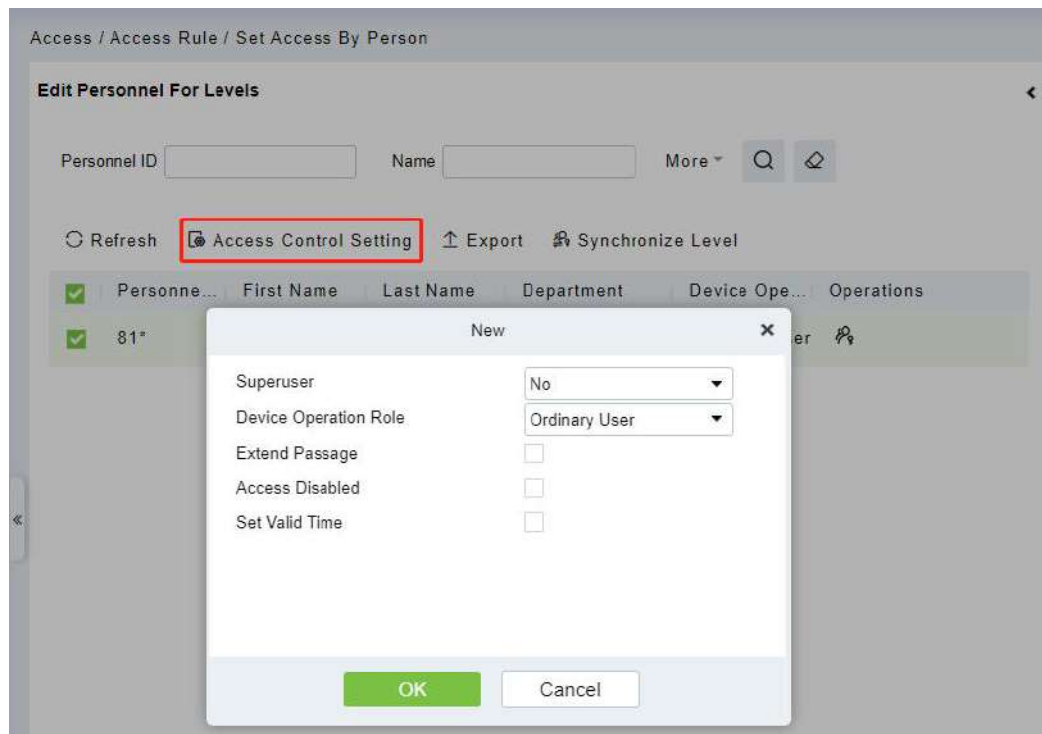 Access / Access Rule / Set Access By Person
Edit Personnel For Levels
Personnel ID Name More
Refresh Access Control Setting Export Synchronize Level
Personne... First Name Last Name Department Device Ope... Operations
81* er
New
Superuser No
Device Operation Role Ordinary User
Extend Passage
Access Disabled
Set Valid Time
OK Cancel